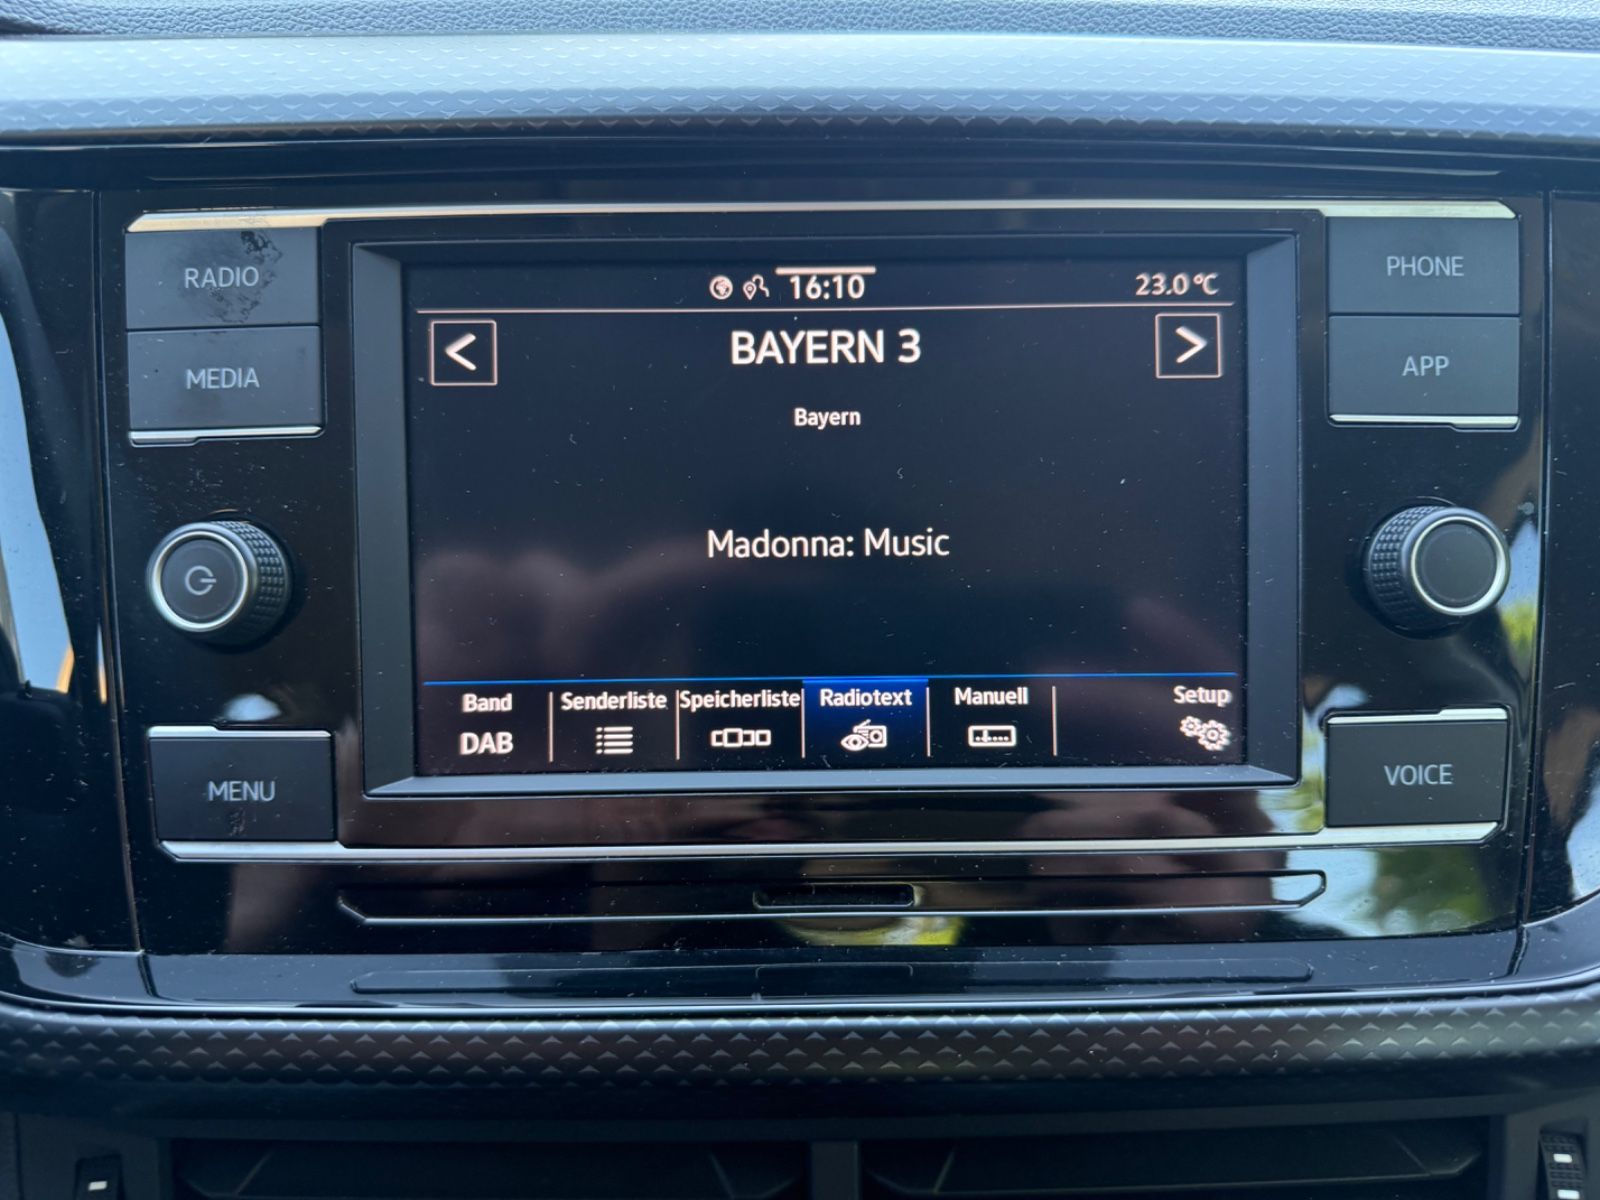 RADIO
MEDIA
MENU
16:10
23.0 °C
<
BAYERN 3
>
Bayern
Madonna: Music
Band
DAB
Senderliste
Speicherliste
Radiotext
Manuell
Setup
PHONE
APP
VOICE